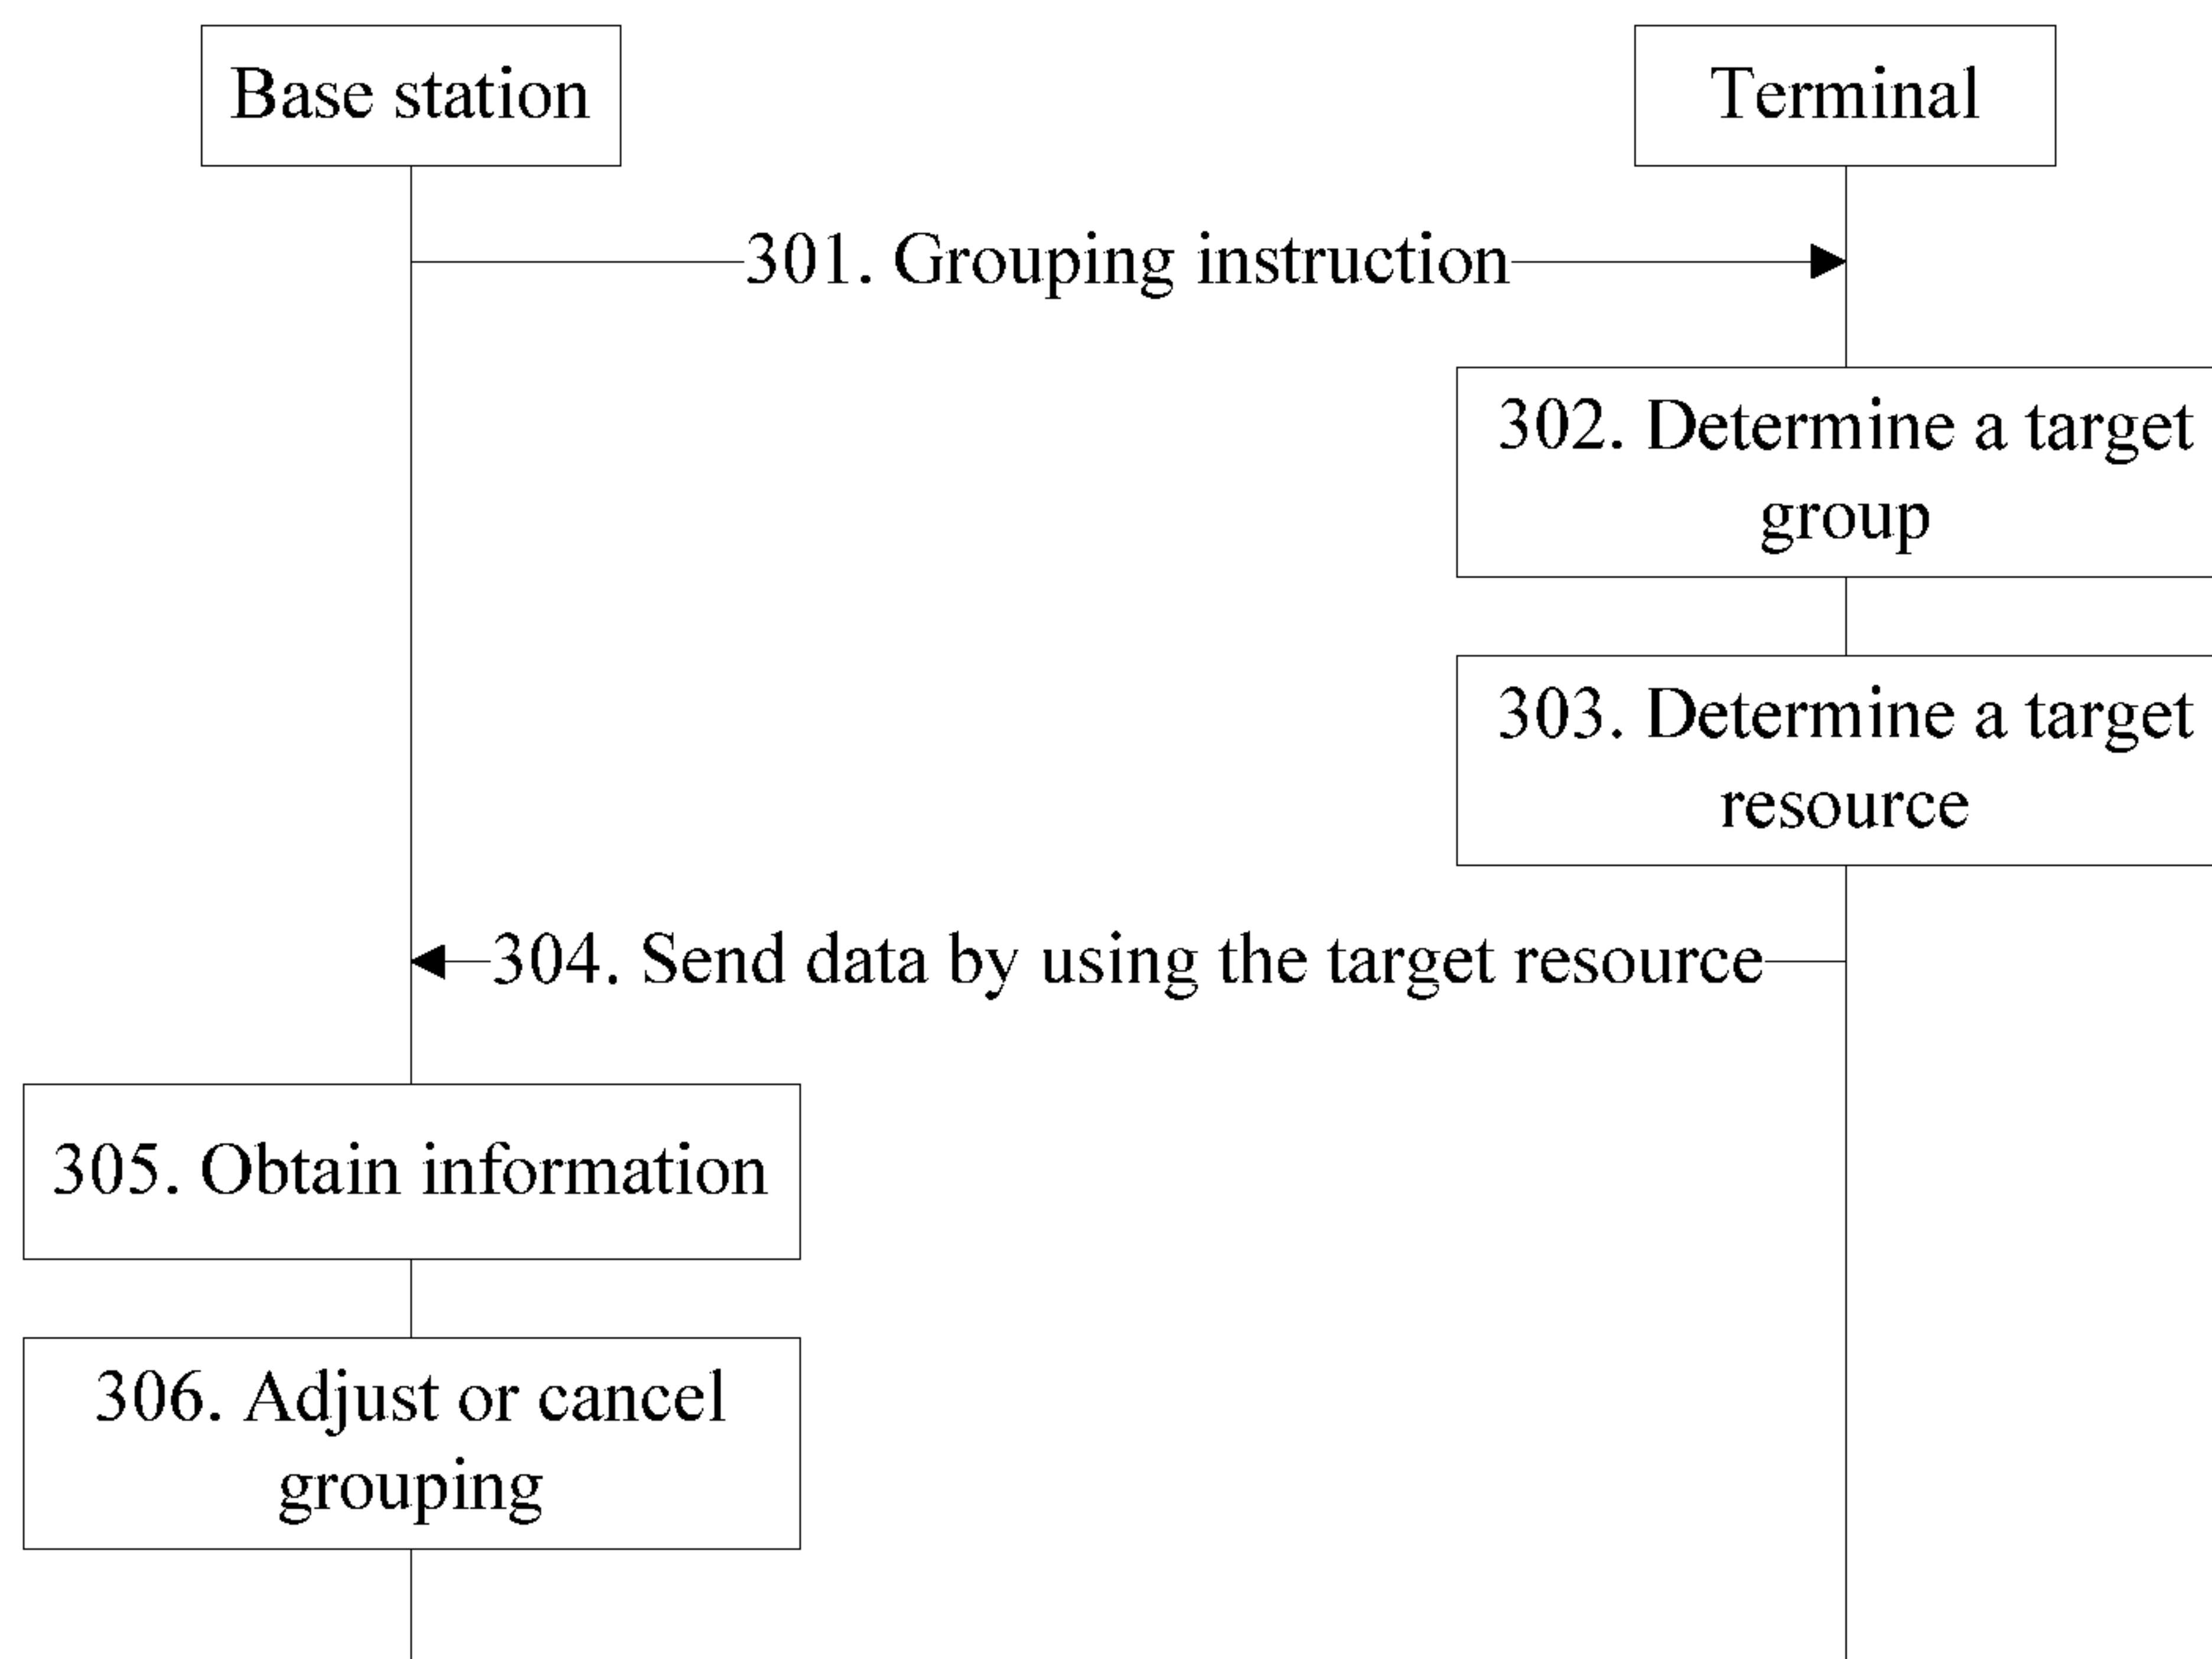 Base station
Terminal
301. Grouping instruction
302. Determine a target
group
303. Determine a target
resource
304. Send data by using the target resource
305. Obtain information
306. Adjust or cancel
grouping